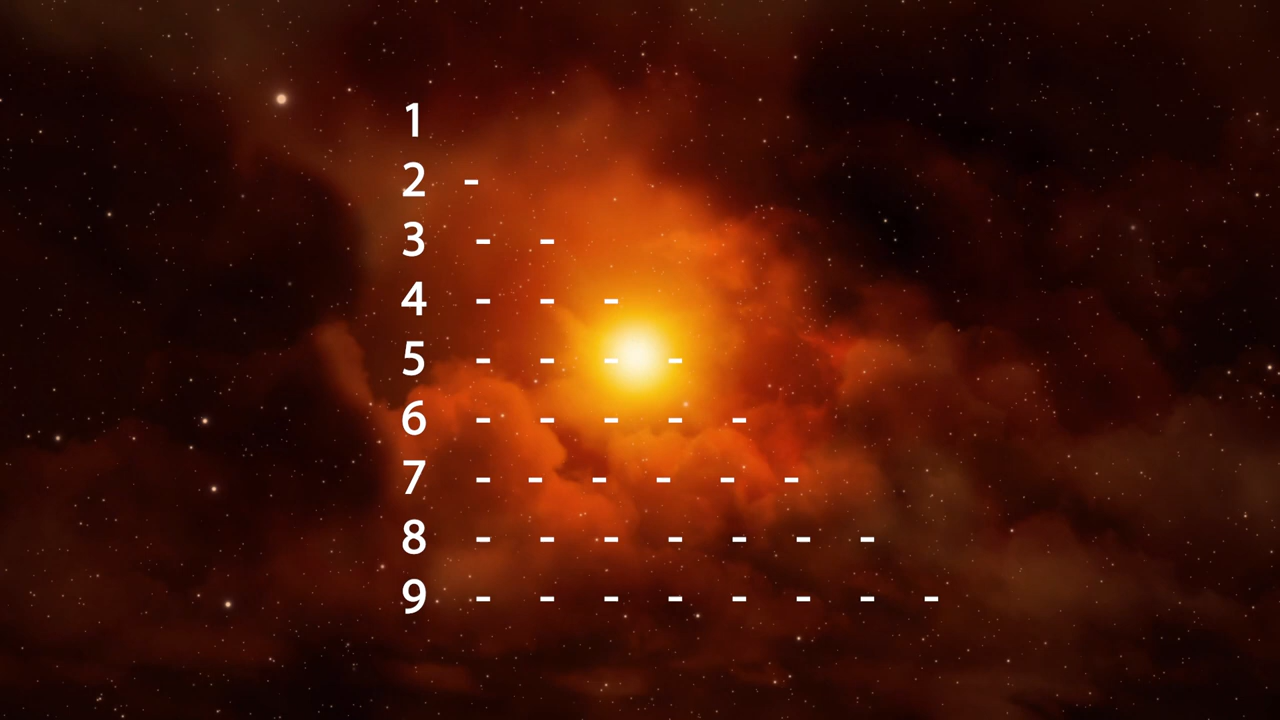 1
2 -
3 - -
4 - - -
5 - - - -
6 - - - - -
7 - - - - - -
8 - - - - - - -
9 - - - - - - - -